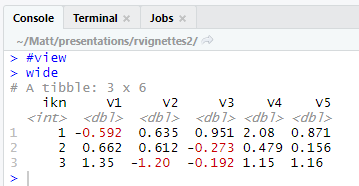 Console Terminal × Jobs ×
~/Matt/presentations/rvignettes2/
> #view
> wide
# A tibble: 3 x 6
ikn V1 V2 V3 V4 V5
<int> <dbl> <dbl> <dbl> <dbl> <dbl>
1 1 -0.592 0.635 0.951 2.08 0.871
2 2 0.662 0.612 -0.273 0.479 0.156
3 3 1.35 -1.20 -0.192 1.15 1.16
>